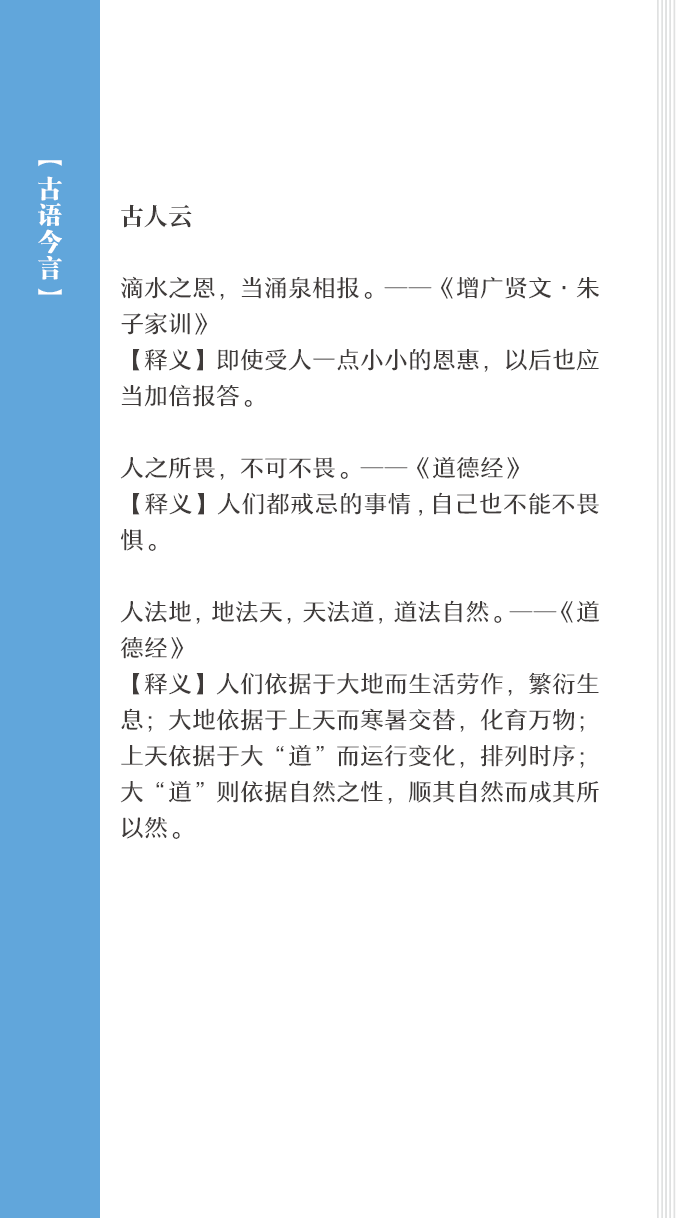 【古语今言】
古人云
滴水之恩，当涌泉相报。——《增广贤文·朱
子家训》
【释义】即使受人一点小小的恩惠，以后也应
当加倍报答。
人之所畏，不可不畏。——《道德经》
【释义】人们都戒忌的事情，自己也不能不畏
惧。
人法地，地法天，天法道，道法自然。——《道
德经》
【释义】人们依据于大地而生活劳作，繁衍生
息；大地依据于上天而寒暑交替，化育万物；
上天依据于大“道”而运行变化，排列时序；
大“道”则依据自然之性，顺其自然而成其所
以然。